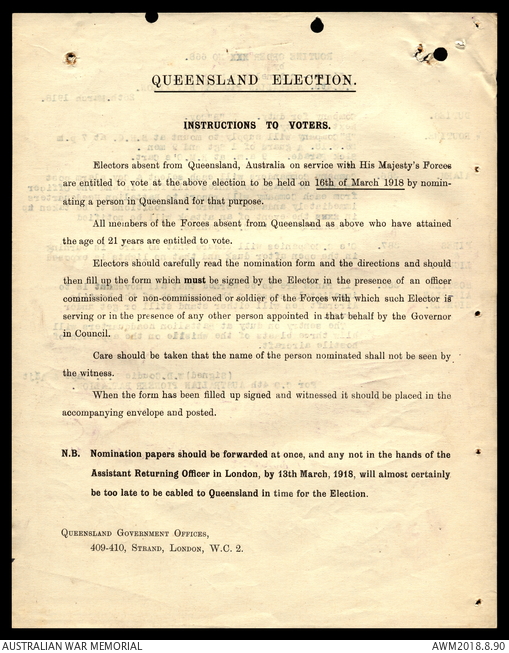 QUEENSLAND ELECTION.
INSTRUCTIONS TO VOTERS.
Electors absent from Queensland, Australia on service with His Majesty's Forces
are entitled to vote at the above election to be held on 16th of March 1918 by nomin-
ating a person in Queensland for that purpose.
All members of the Forces absent from Queensland as above who have attained
the age of 21 years are entitled to vote.
Electors should carefully read the nomination form and the directions and should
then fill up the form which must be signed by the Elector in the presence of an officer
commissioned or non-commissioned or soldier of the Forces with which such Elector is
serving or in the presence of any other person appointed in that behalf by the Governor
in Council.
Care should be taken that the name of the person nominated shall not be seen by
the witness.
When the form has been filled up signed and witnessed it should be placed in the
accompanying envelope and posted.
N.B. Nomination papers should be forwarded at once, and any not in the hands of the
Assistant Returning Officer in London, by 13th March, 1918, will almost certainly
be too late to be cabled to Queensland in time for the Election.
QUEENSLAND GOVERNMENT OFFICES,
409-410, STRAND, LONDON, W.C. 2.
AUSTRALIAN WAR MEMORIAL
AWM2018.8.90